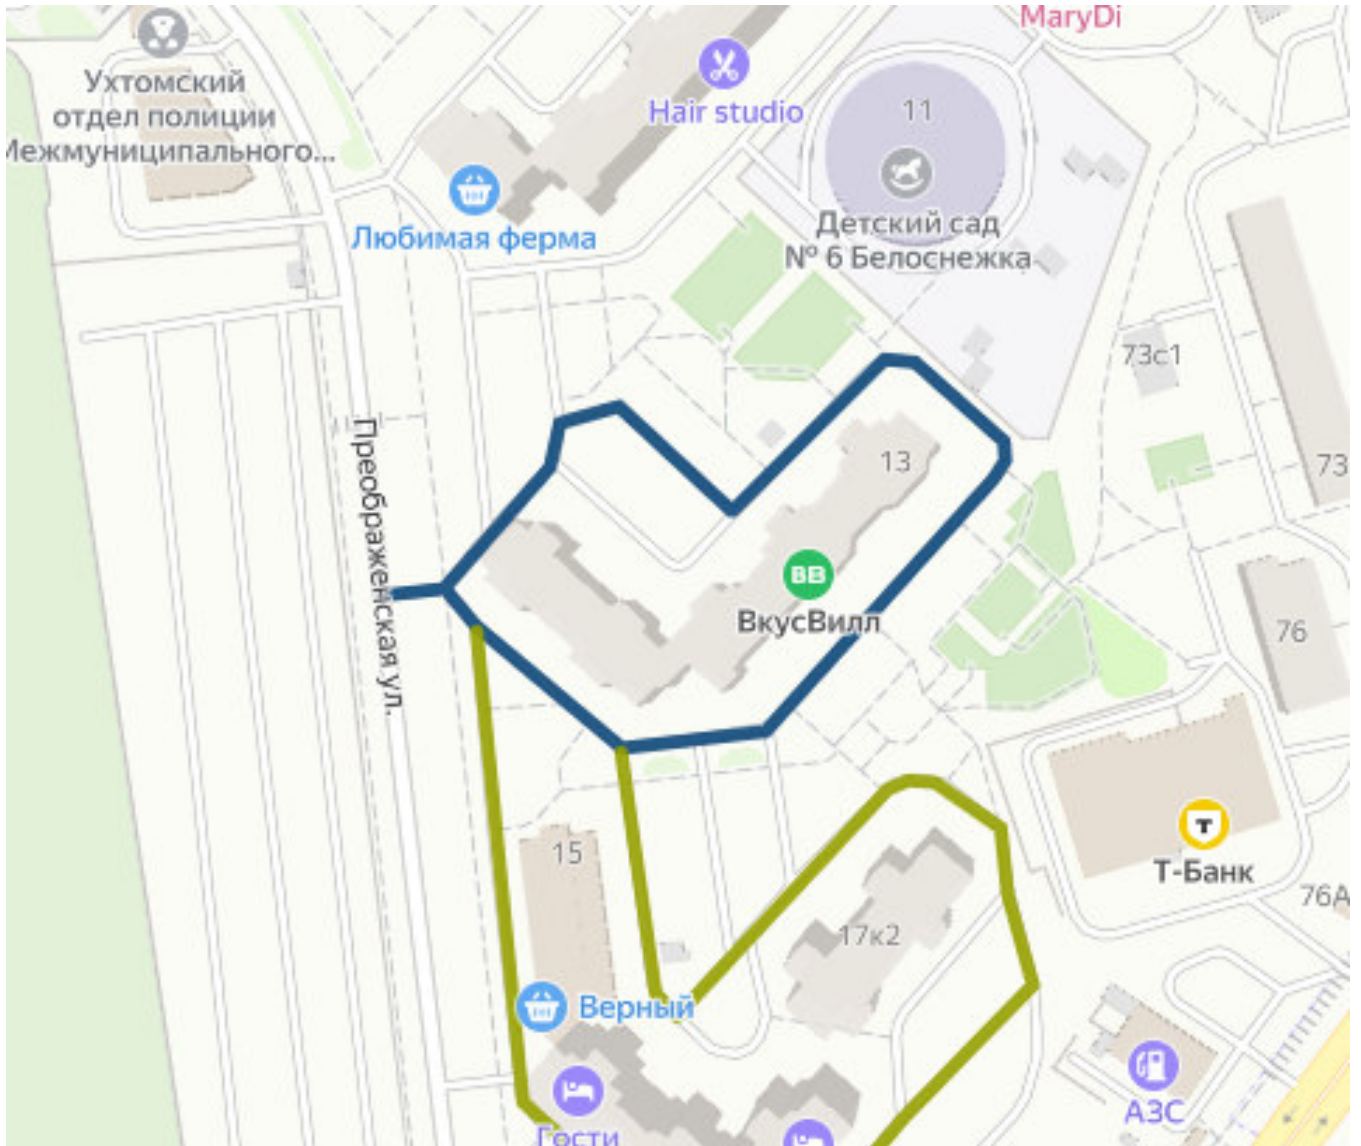 MaryDi
Ухтомский
отдел полиции
Межмуниципального...
Hair studio
11
Любимая ферма
Детский сад
№ 6 Белоснежка
73с1
Преображенская ул.
13
73
ВВ
ВкусВилл
76
15
Т
Т-Банк
17к2
76А
Верный
АЗС
Гости